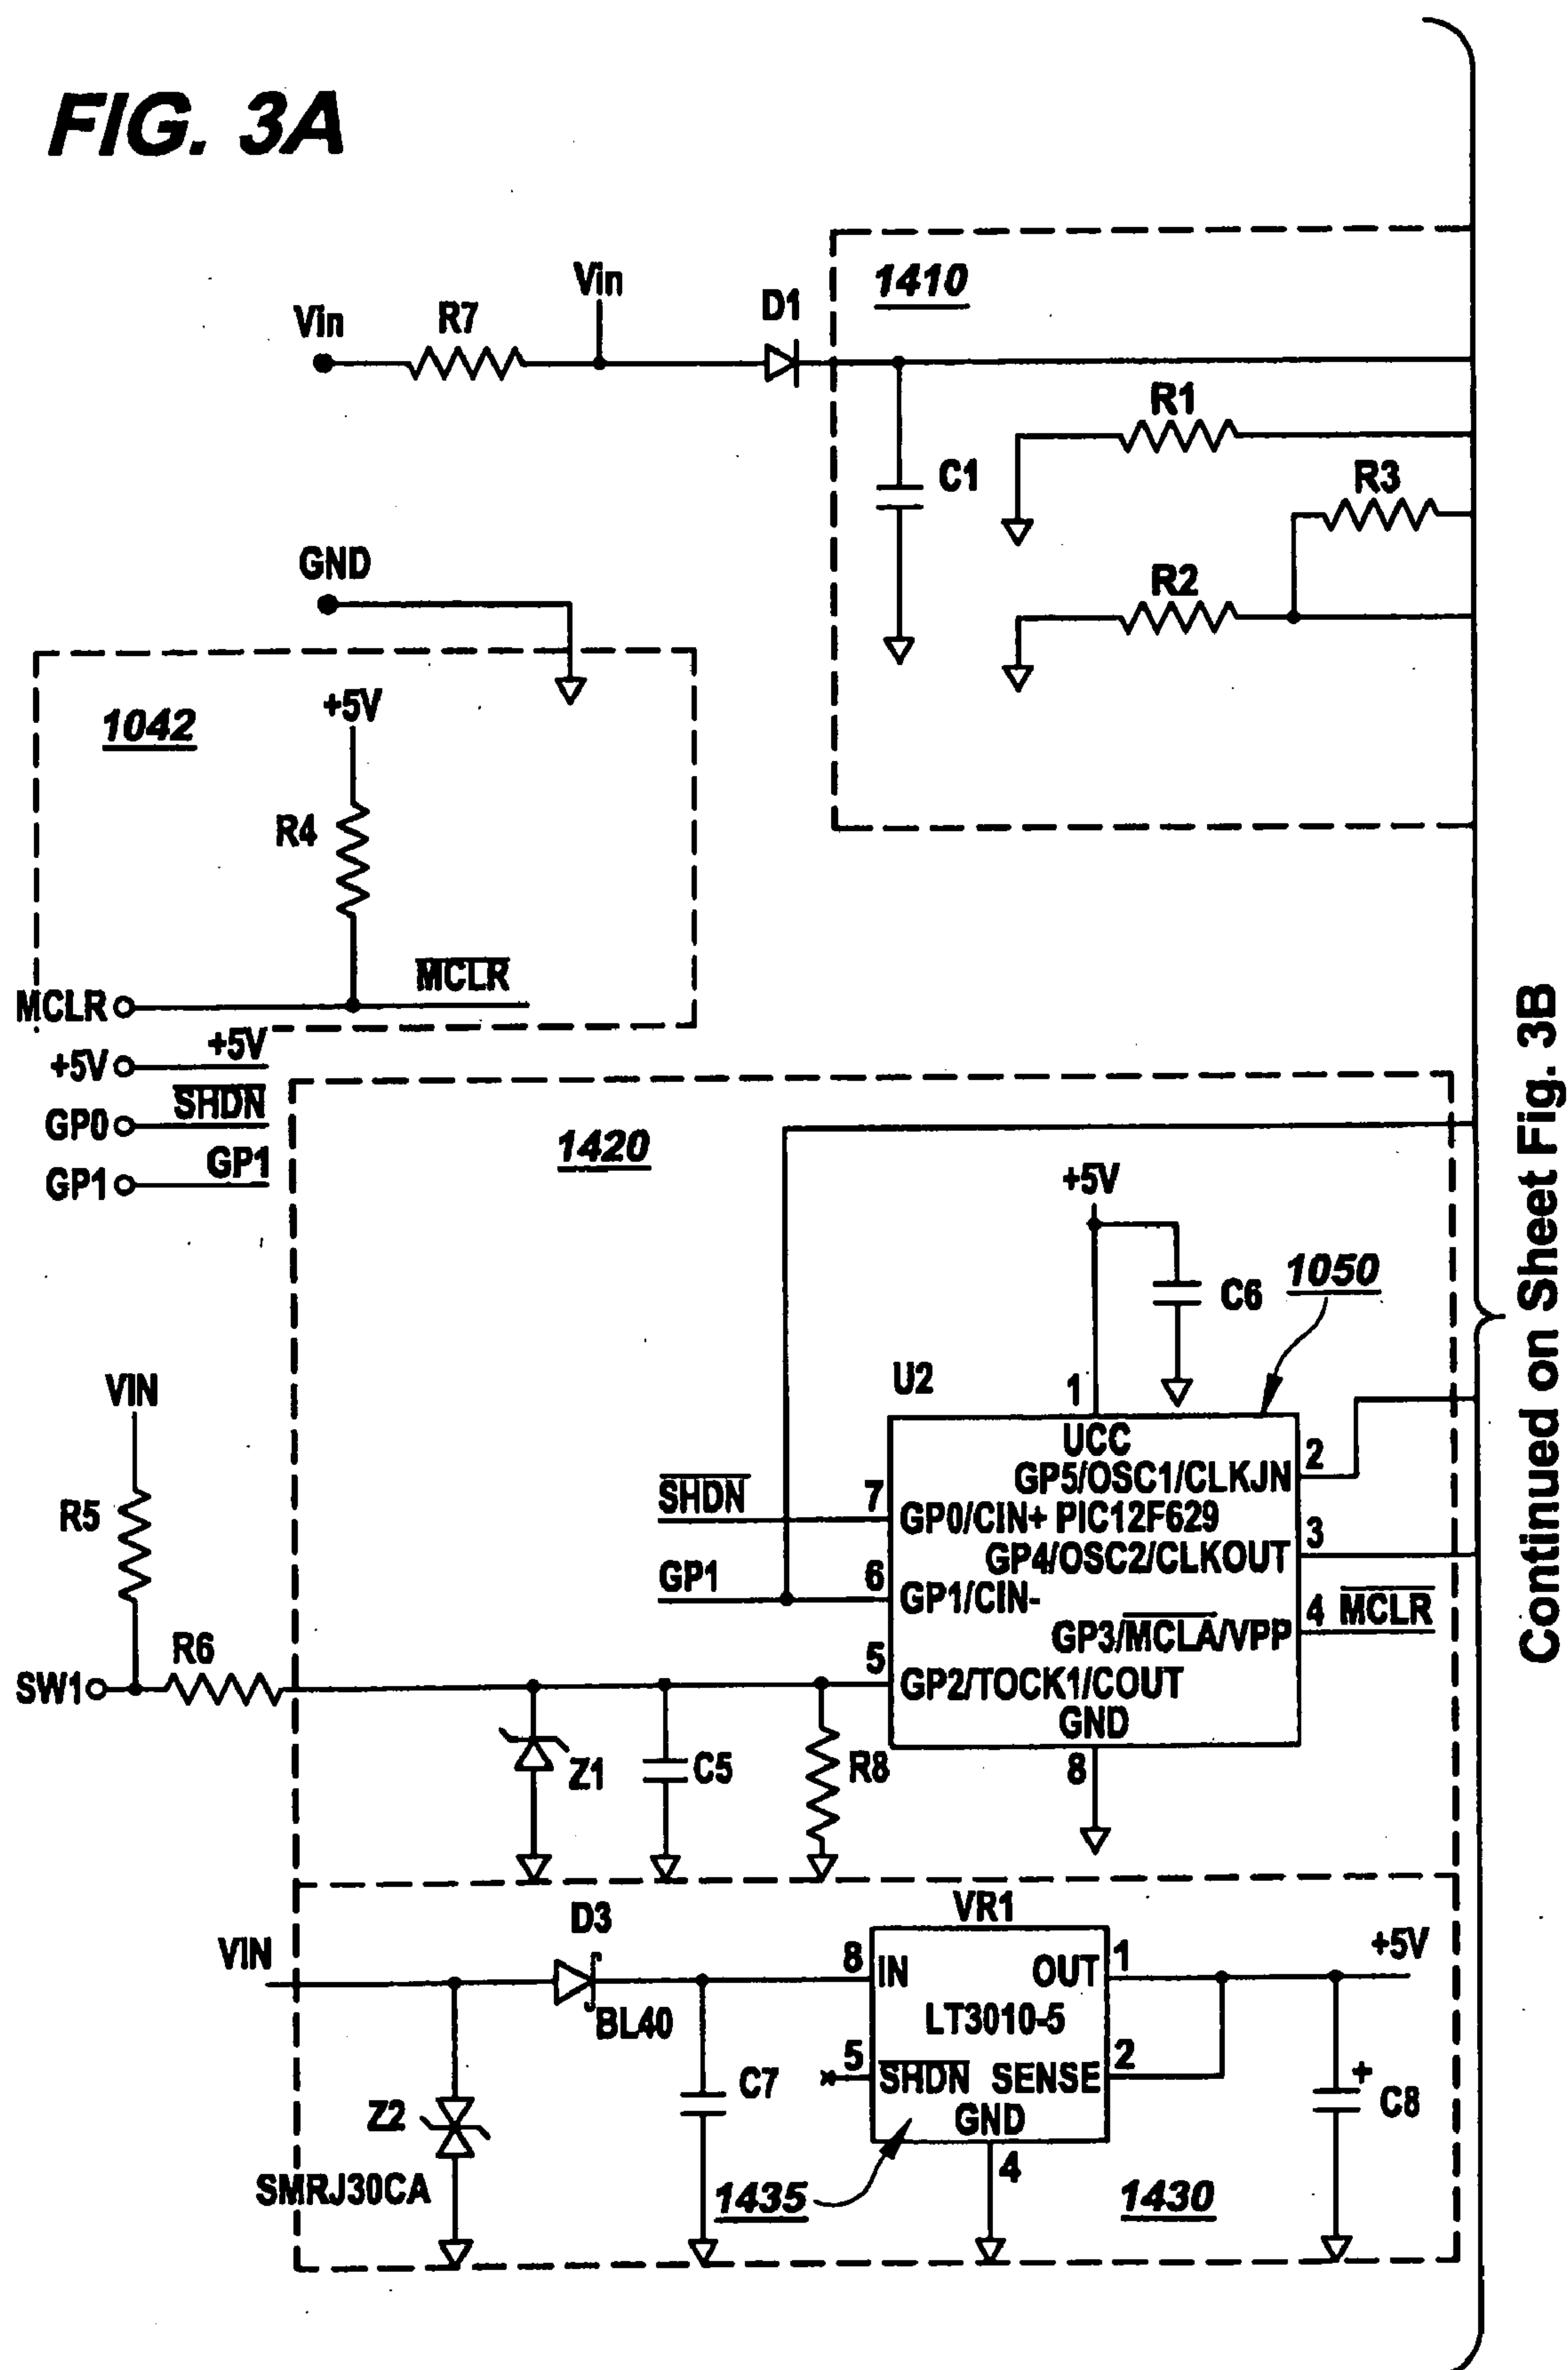 FIG. 3A
1410
Vin
R7
Vin
D1
C1
R1
R3
R2
GND
1042
+5V
R4
MCLR
MCLR
+5V
+5V
GP0
SHDN
GP1
GP1
1420
+5V
C6
1050
U2
1
UCC
GP5/OSC1/CLKJN
2
SHDN
7
GP0/CIN+ PIC12F629
3
GP4/OSC2/CLKOUT
GP1
6
GP1/CIN-
4
MCLR
GP3/MCLA/VPP
5
GP2/TOCK1/COUT
GND
8
VIN
R5
SW1
R6
Z1
C5
R8
VIN
D3
BL40
VR1
8
IN
OUT
1
+5V
LT3010-5
5
SHDN
SENSE
2
GND
4
C7
+
C8
Z2
SMRJ30CA
1435
1430
Continued on Sheet Fig. 3B